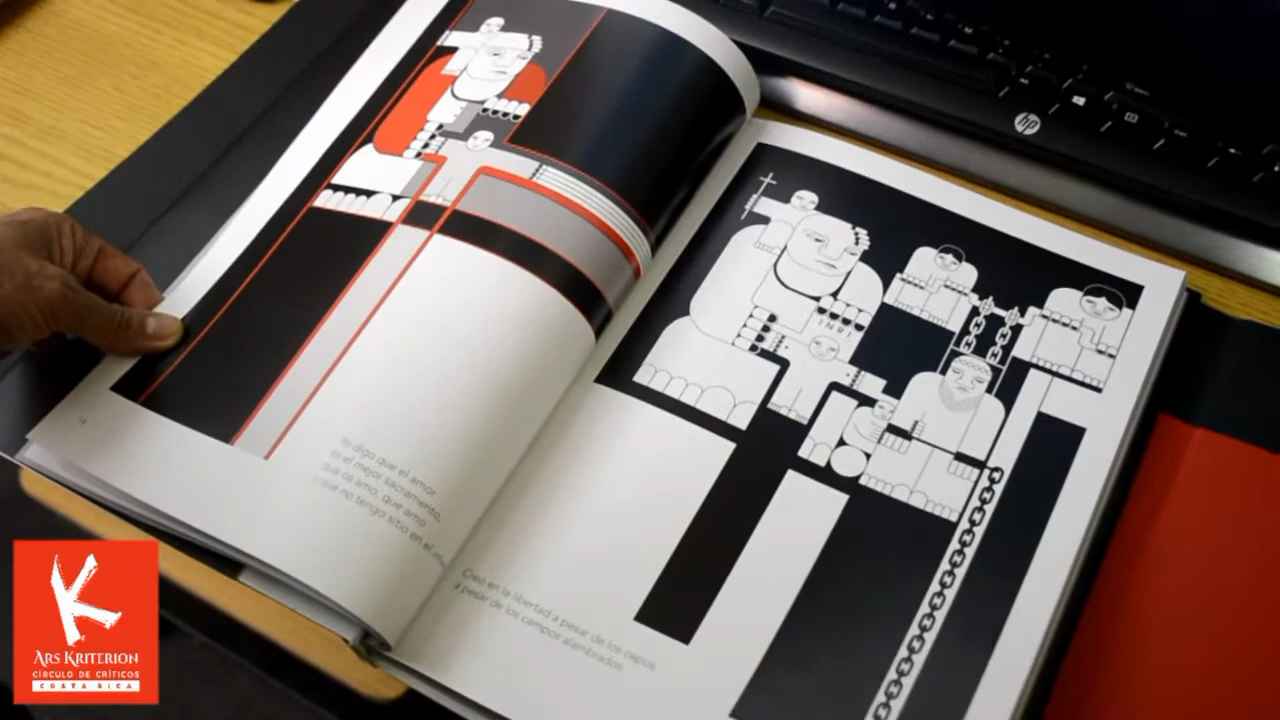 hp
INRI
Yo digo que el amor
es el mejor sacramento,
que os amo, que amo
que no tengo sitio en el
Creo en la libertad a pesar de los cepos,
a pesar de los campos alambrados.
K
ARS KRITERION
CÍRCULO DE CRÍTICOS
COSTA RICA